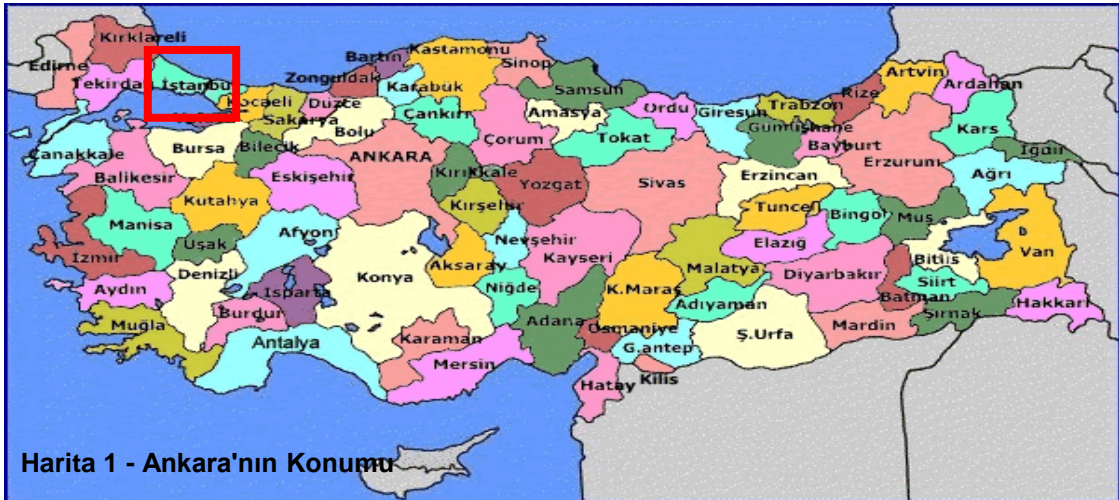 Kırklareli
Edirne
Tekirdağ
İstanbul
Kocaeli
Sakarya
Düzce
Zonguldak
Bartın
Karabük
Kastamonu
Sinop
Samsun
Ordu
Giresun
Trabzon
Rize
Artvin
Ardahan
Kars
Iğdır
Ağrı
Erzurum
Bayburt
Gümüşhane
Çanakkale
Balikesir
Bursa
Bilecik
Bolu
Çankırı
Çorum
Amasya
Tokat
Sivas
Erzincan
Tunceli
Bingöl
Muş
Bitlis
Van
Eskişehir
ANKARA
Kırıkkale
Yozgat
Kırşehir
Kutahya
Manisa
Uşak
Afyon
İzmir
Aydın
Denizli
Isparta
Burdur
Muğla
Antalya
Konya
Aksaray
Nevşehir
Niğde
Kayseri
Malatya
Elazığ
Diyarbakır
Batman
Siirt
Şırnak
Hakkari
Mardin
Ş.Urfa
Adıyaman
K.Maraş
Osmaniye
G.antep
Kilis
Hatay
Adana
Mersin
Karaman
Harita 1 - Ankara'nın Konumu